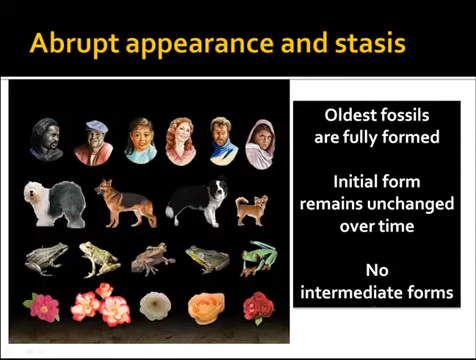 Abrupt appearance and stasis
Oldest fossils
are fully formed
Initial form
remains unchanged
over time
No
intermediate forms